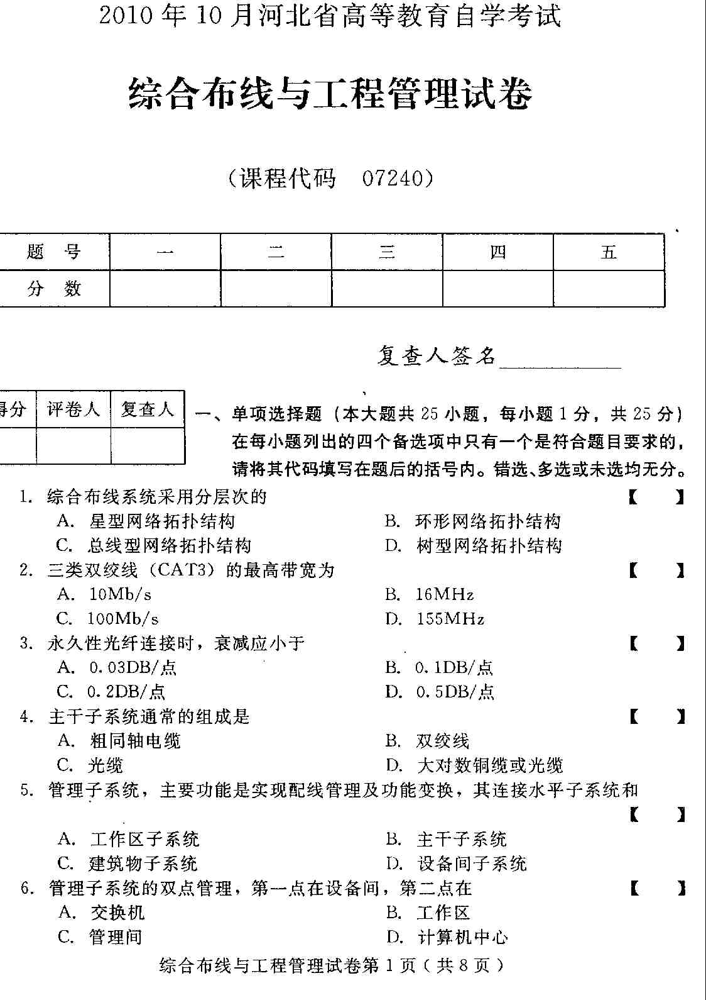 2010 年 10 月河北省高等教育自学考试
综合布线与工程管理试卷
（课程代码 07240）
题 号 一 二 三 四 五
分 数
复查人签名
得分 评卷人 复查人
一、单项选择题（本大题共 25 小题，每小题 1 分，共 25 分）
在每小题列出的四个备选项中只有一个是符合题目要求的，
请将其代码填写在题后的括号内。错选、多选或未选均无分。
1. 综合布线系统采用分层次的 【 】
A. 星型网络拓扑结构 B. 环形网络拓扑结构
C. 总线型网络拓扑结构 D. 树型网络拓扑结构
2. 三类双绞线（CAT3）的最高带宽为 【 】
A. 10Mb/s B. 16MHz
C. 100Mb/s D. 155MHz
3. 永久性光纤连接时，衰减应小于 【 】
A. 0.03DB/点 B. 0.1DB/点
C. 0.2DB/点 D. 0.5DB/点
4. 主干子系统通常的组成是 【 】
A. 粗同轴电缆 B. 双绞线
C. 光缆 D. 大对数铜缆或光缆
5. 管理子系统，主要功能是实现配线管理及功能变换，其连接水平子系统和
【 】
A. 工作区子系统 B. 主干子系统
C. 建筑物子系统 D. 设备间子系统
6. 管理子系统的双点管理，第一点在设备间，第二点在 【 】
A. 交换机 B. 工作区
C. 管理间 D. 计算机中心
综合布线与工程管理试卷第 1 页（共 8 页）